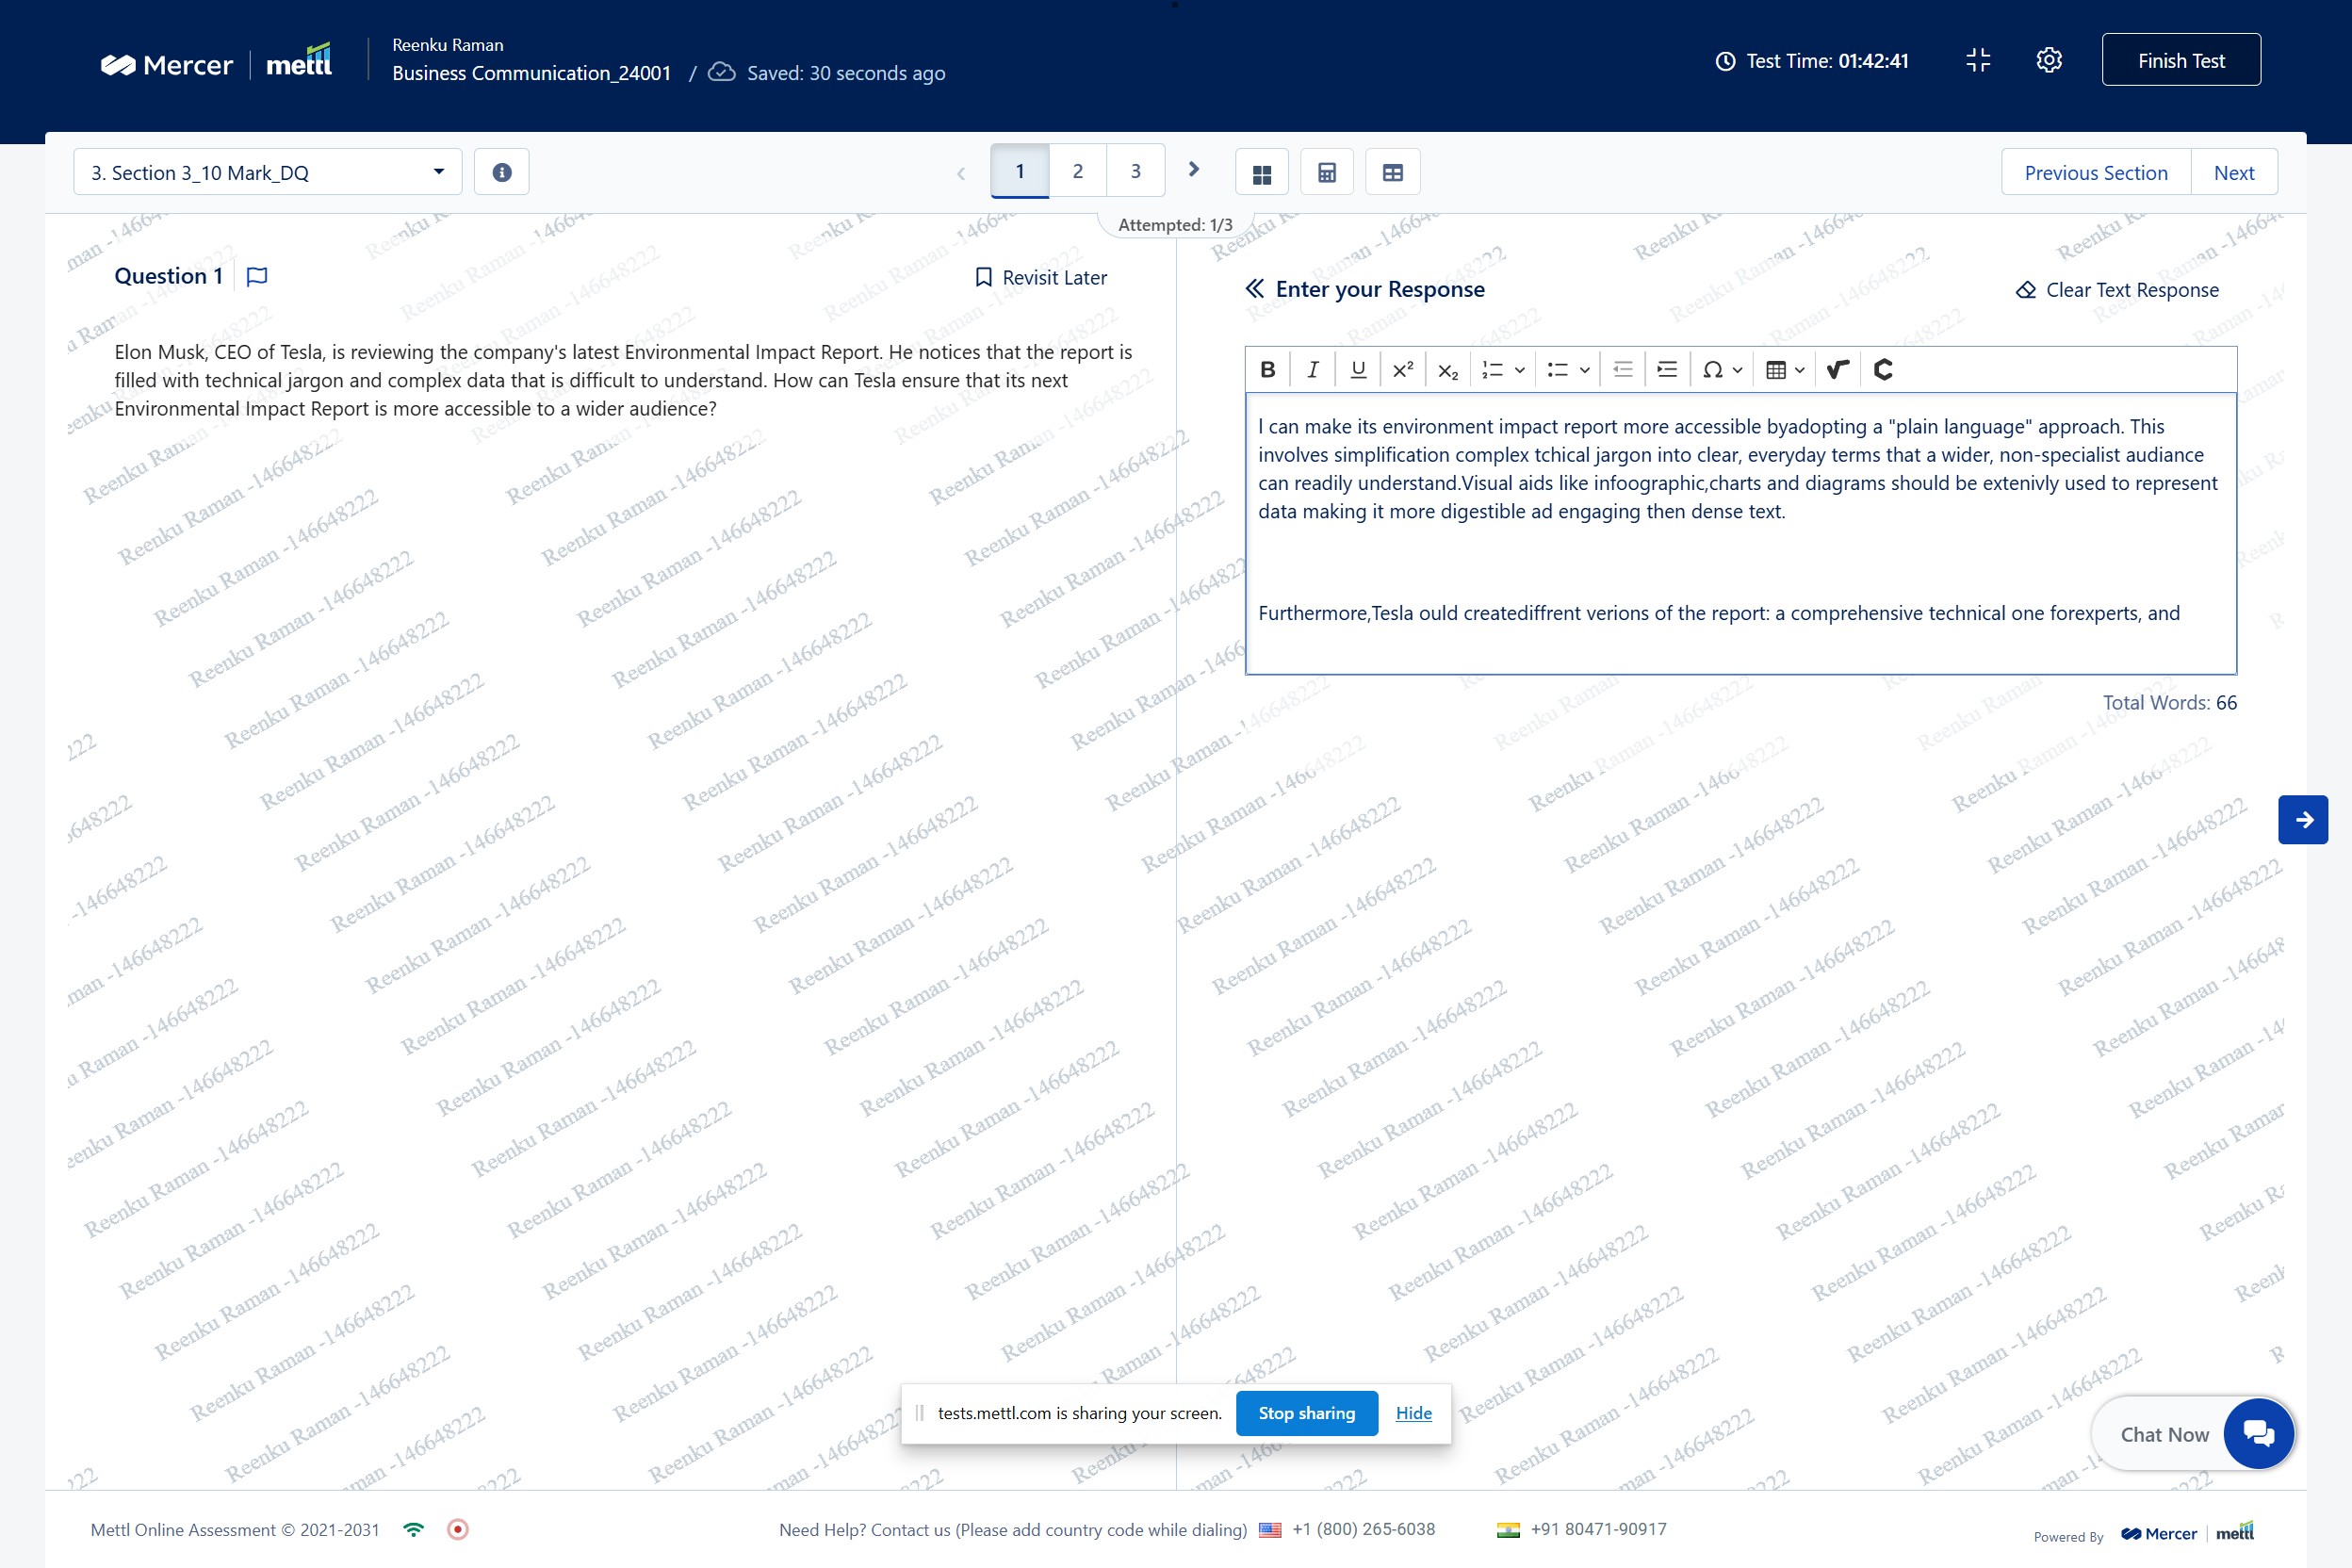 Mercer | mettl
Reenku Raman
Business Communication_24001 / Saved: 30 seconds ago
Test Time: 01:42:41
Finish Test
3. Section 3_10 Mark_DQ
1 2 3
Previous Section Next
Attempted: 1/3
Question 1
Revisit Later
Elon Musk, CEO of Tesla, is reviewing the company's latest Environmental Impact Report. He notices that the report is
filled with technical jargon and complex data that is difficult to understand. How can Tesla ensure that its next
Environmental Impact Report is more accessible to a wider audience?
Enter your Response
Clear Text Response
I can make its environment impact report more accessible byadopting a "plain language" approach. This
involves simplification complex tchical jargon into clear, everyday terms that a wider, non-specialist audiance
can readily understand.Visual aids like infoographic,charts and diagrams should be extenivly used to represent
data making it more digestible ad engaging then dense text.
Furthermore,Tesla ould creatediffrent verions of the report: a comprehensive technical one forexperts, and
Total Words: 66
Reenku Raman -146648222
tests.mettl.com is sharing your screen. Stop sharing Hide
Chat Now
Mettl Online Assessment © 2021-2031
Need Help? Contact us (Please add country code while dialing) +1 (800) 265-6038 +91 80471-90917
Powered By Mercer | mettl